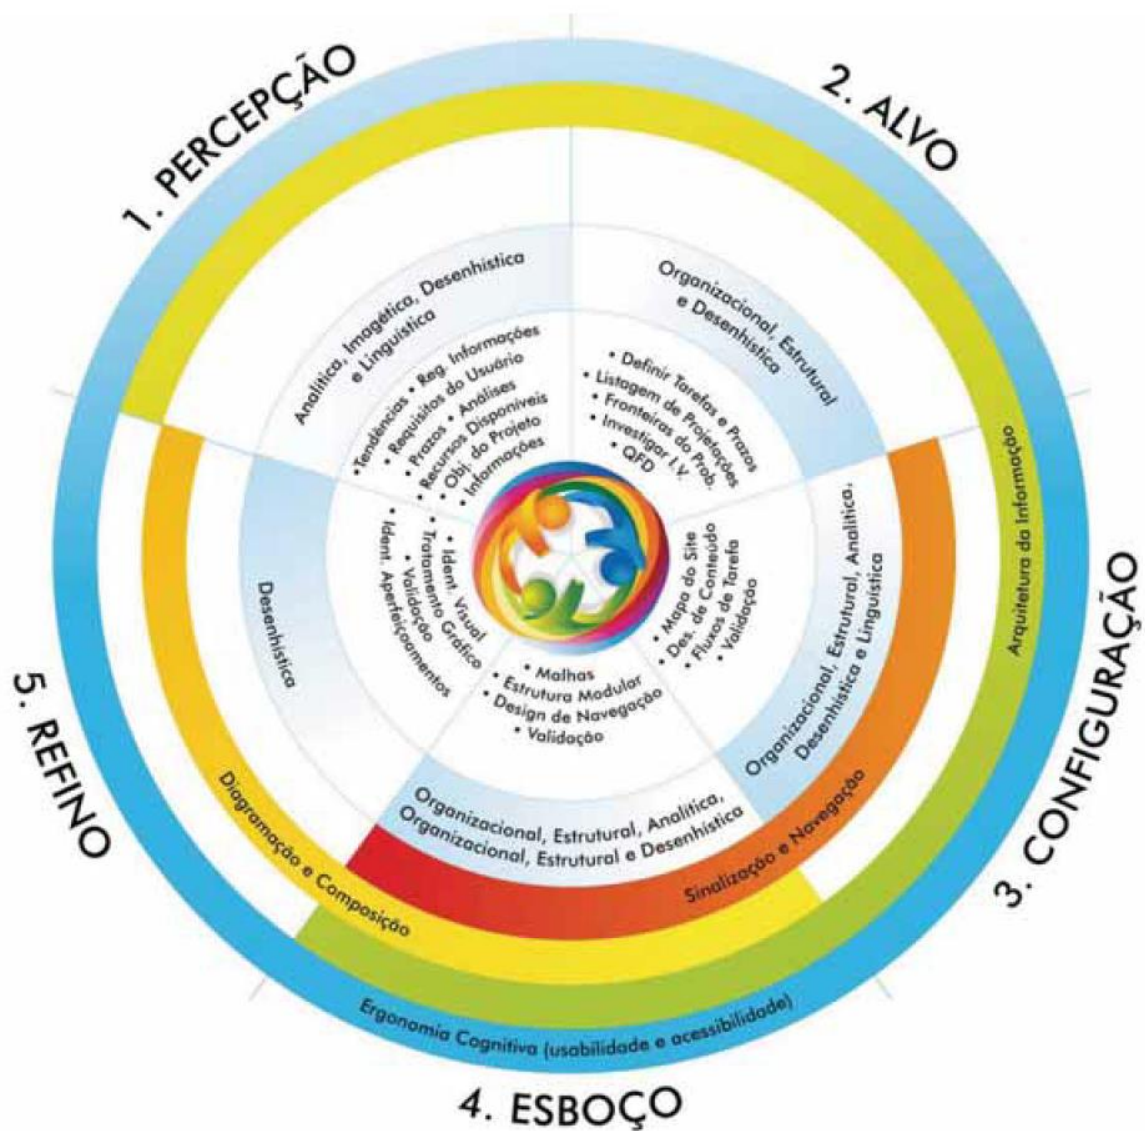 1. PERCEPÇÃO
2. ALVO
3. CONFIGURAÇÃO
4. ESBOÇO
5. REFINO
Analítica, Imagética, Desenhística
e Linguística
•Tendências • Reg. Informações
• Requisitos do Usuário
• Prazos • Análises
• Recursos Disponíveis
• Obj. do Projeto
• Informações
Organizacional, Estrutural
e Desenhística
• Definir Tarefas e Prazos
• Listagem de Projetações
• Fronteiras do Prob.
• Investigar I.V.
• QFD
Organizacional, Estrutural, Analítica,
Desenhística e Linguística
• Mapa do Site
• Des. de Conteúdo
• Fluxos de Tarefa
• Validação
Organizacional, Estrutural, Analítica,
Organizacional, Estrutural e Desenhística
• Malhas
• Estrutura Modular
• Design de Navegação
• Validação
Desenhística
• Ident. Visual
• Tratamento Gráfico
• Validação
• Ident. Aperfeiçoamentos
Arquitetura da Informação
Sinalização e Navegação
Diagramação e Composição
Ergonomia Cognitiva (usabilidade e acessibilidade)